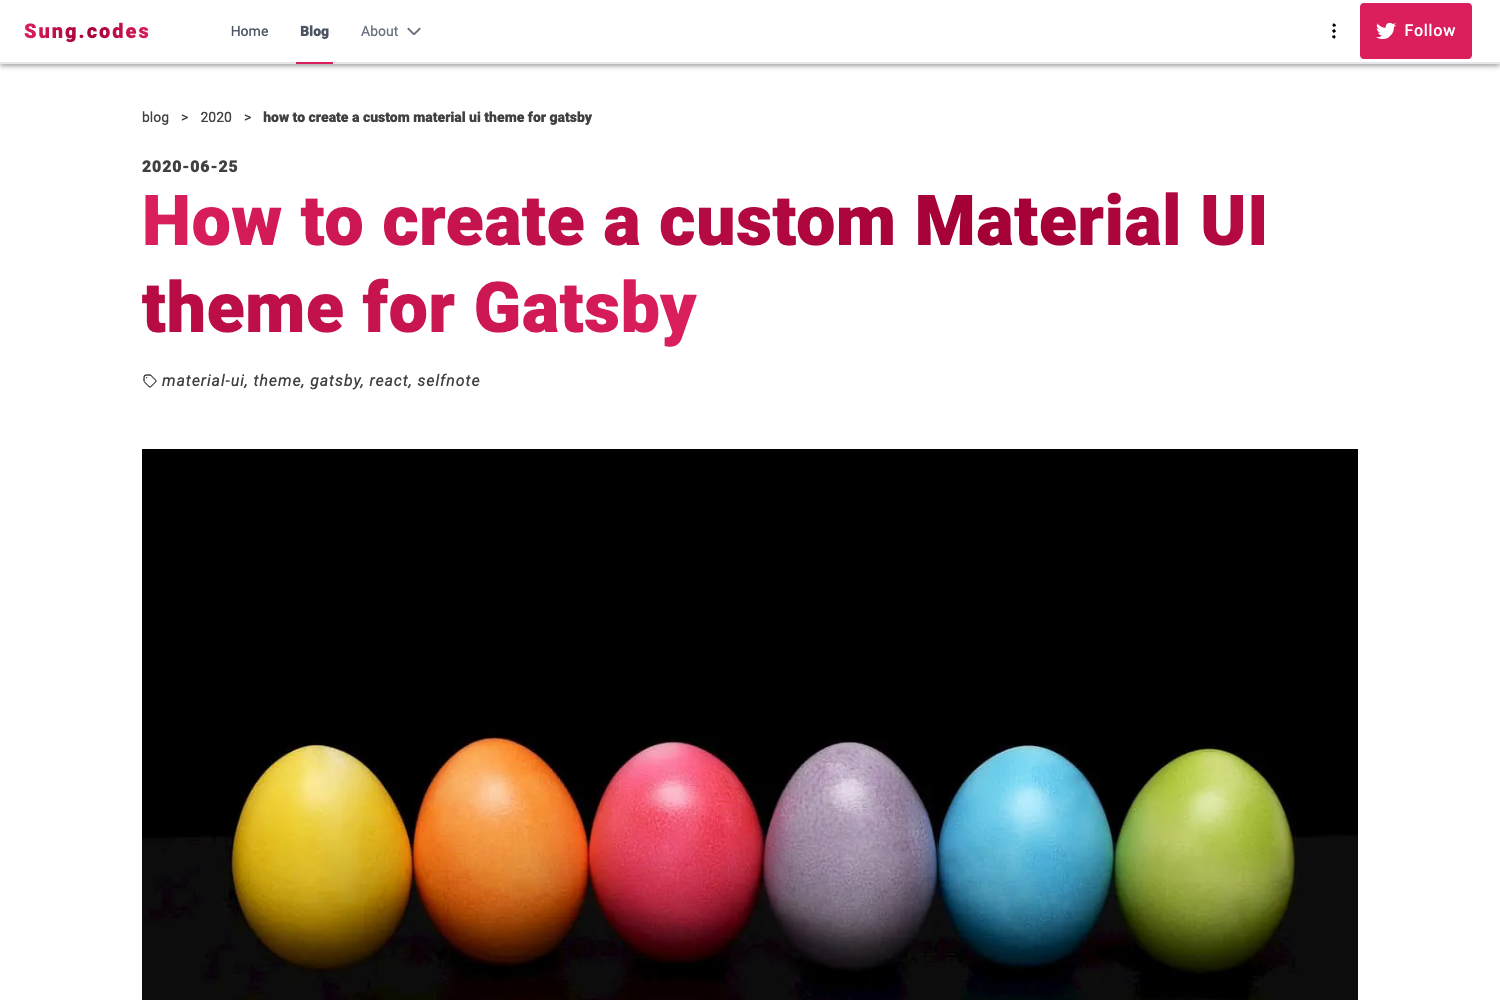 Sung.codes
Home Blog About
Follow
blog > 2020 > how to create a custom material ui theme for gatsby
2020-06-25
How to create a custom Material UI
theme for Gatsby
material-ui, theme, gatsby, react, selfnote